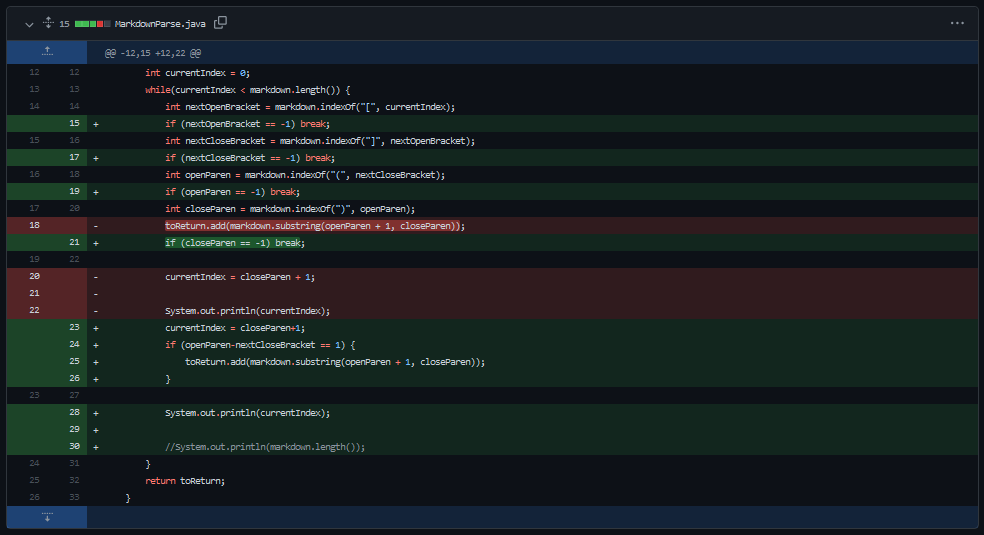 15 MarkdownParse.java ...
@@ -12,15 +12,22 @@
12 12 int currentIndex = 0;
13 13 while(currentIndex < markdown.length()) {
14 14 int nextOpenBracket = markdown.indexOf("[", currentIndex);
15 + if (nextOpenBracket == -1) break;
15 16 int nextCloseBracket = markdown.indexOf("]", nextOpenBracket);
17 + if (nextCloseBracket == -1) break;
16 18 int openParen = markdown.indexOf("(", nextCloseBracket);
19 + if (openParen == -1) break;
17 20 int closeParen = markdown.indexOf(")", openParen);
18 - toReturn.add(markdown.substring(openParen + 1, closeParen));
21 + if (closeParen == -1) break;
19 22
20 - currentIndex = closeParen + 1;
21 -
22 - System.out.println(currentIndex);
23 + currentIndex = closeParen+1;
24 + if (openParen-nextCloseBracket == 1) {
25 + toReturn.add(markdown.substring(openParen + 1, closeParen));
26 + }
23 27
28 + System.out.println(currentIndex);
29 +
30 + //System.out.println(markdown.length());
24 31 }
25 32 return toReturn;
26 33 }